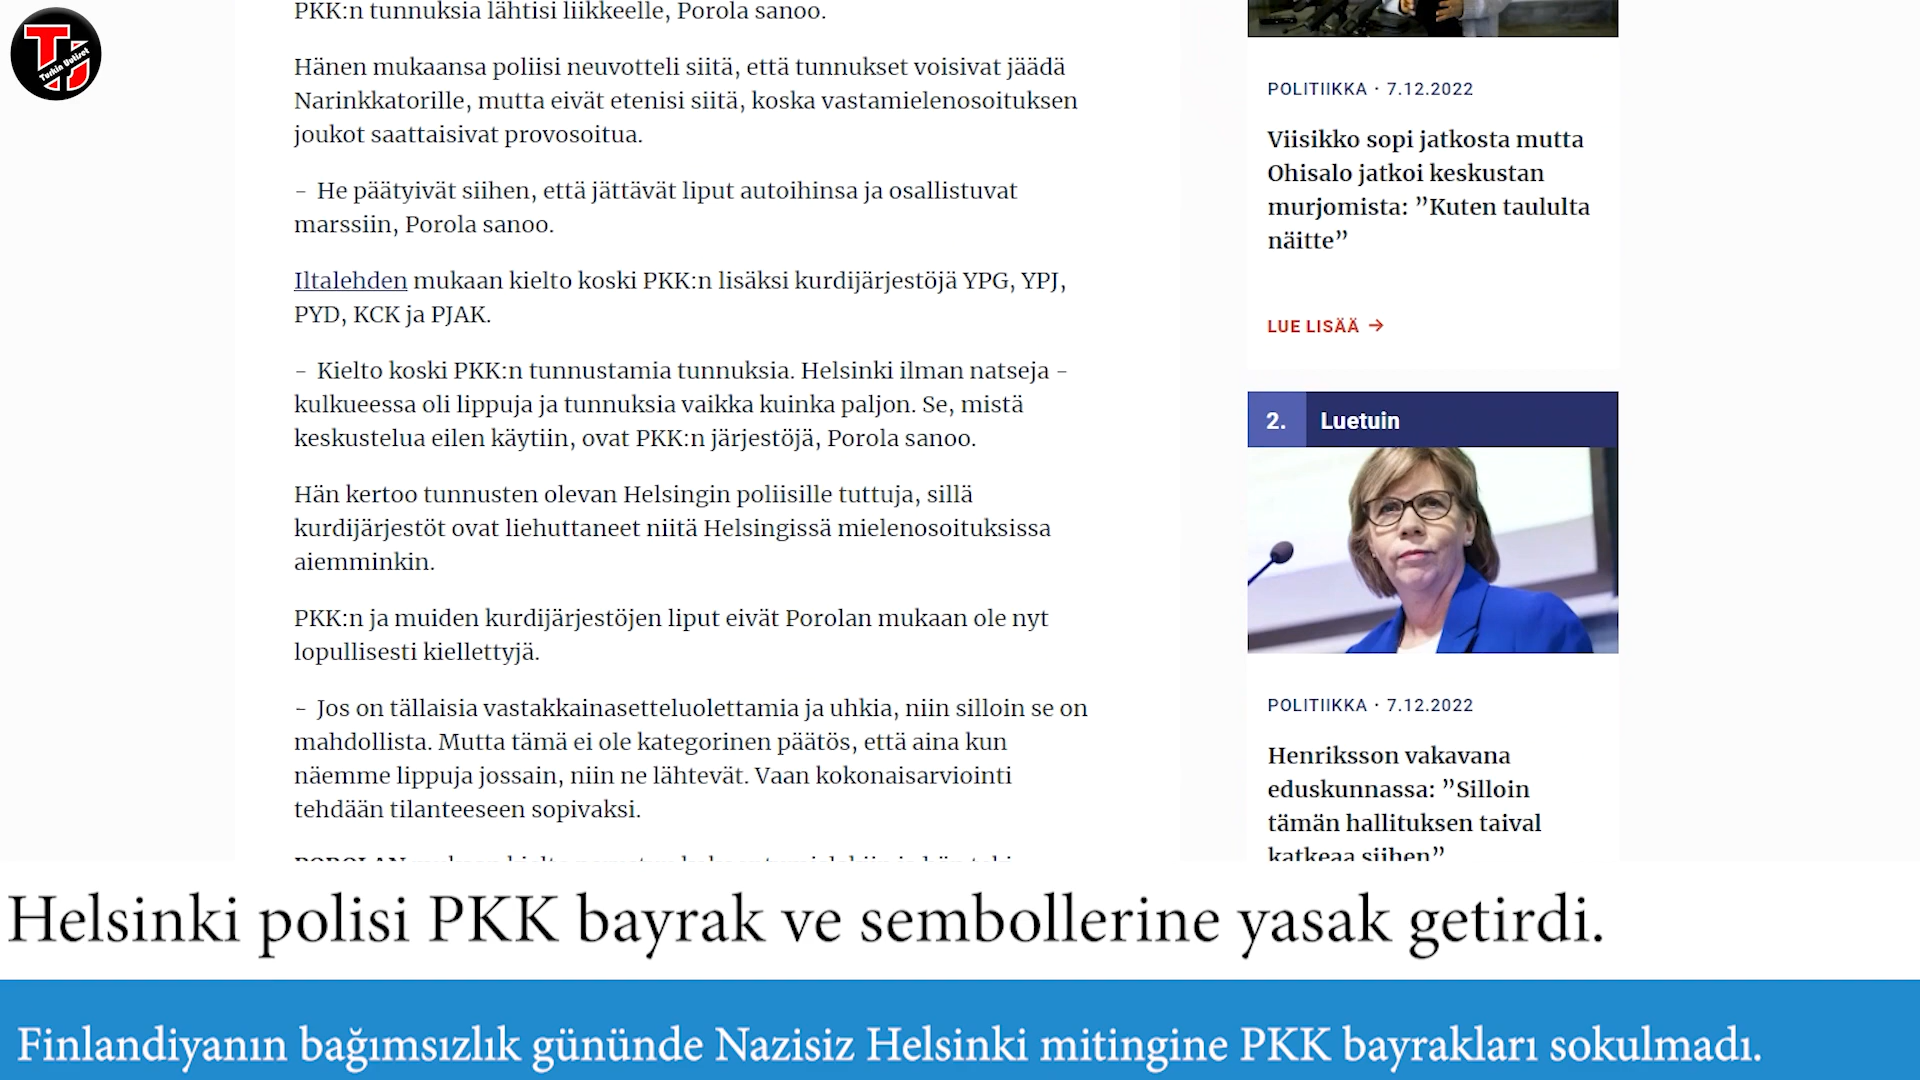 PKK:n tunnuksia lähtisi liikkeelle, Porola sanoo.
Hänen mukaansa poliisi neuvotteli siitä, että tunnukset voisivat jäädä
Narinkkatorille, mutta eivät etenisi siitä, koska vastamielenosoituksen
joukot saattaisivat provosoitua.
– He päätyivät siihen, että jättävät liput autoihinsa ja osallistuvat
marssiin, Porola sanoo.
Iltalehden mukaan kielto koski PKK:n lisäksi kurdijärjestöjä YPG, YPJ,
PYD, KCK ja PJAK.
– Kielto koski PKK:n tunnustamia tunnuksia. Helsinki ilman natseja -
kulkueessa oli lippuja ja tunnuksia vaikka kuinka paljon. Se, mistä
keskustelua eilen käytiin, ovat PKK:n järjestöjä, Porola sanoo.
Hän kertoo tunnusten olevan Helsingin poliisille tuttuja, sillä
kurdijärjestöt ovat liehuttaneet niitä Helsingissä mielenosoituksissa
aiemminkin.
PKK:n ja muiden kurdijärjestöjen liput eivät Porolan mukaan ole nyt
lopullisesti kiellettyjä.
– Jos on tällaisia vastakkainasetteluolettamia ja uhkia, niin silloin se on
mahdollista. Mutta tämä ei ole kategorinen päätös, että aina kun
näemme lippuja jossain, niin ne lähtevät. Vaan kokonaisarviointi
tehdään tilanteeseen sopivaksi.
POROLAN
POLITIIKKA · 7.12.2022
Viisikko sopi jatkosta mutta
Ohisalo jatkoi keskustan
murjomista: ”Kuten taululta
näitte”
LUE LISÄÄ →
2. Luetuin
POLITIIKKA · 7.12.2022
Henriksson vakavana
eduskunnassa: ”Silloin
tämän hallituksen taival
katkeaa siihen”
Turkin Uutiset
Helsinki polisi PKK bayrak ve sembollerine yasak getirdi.
Finlandiyanın bağımsızlık gününde Nazisiz Helsinki mitingine PKK bayrakları sokulmadı.